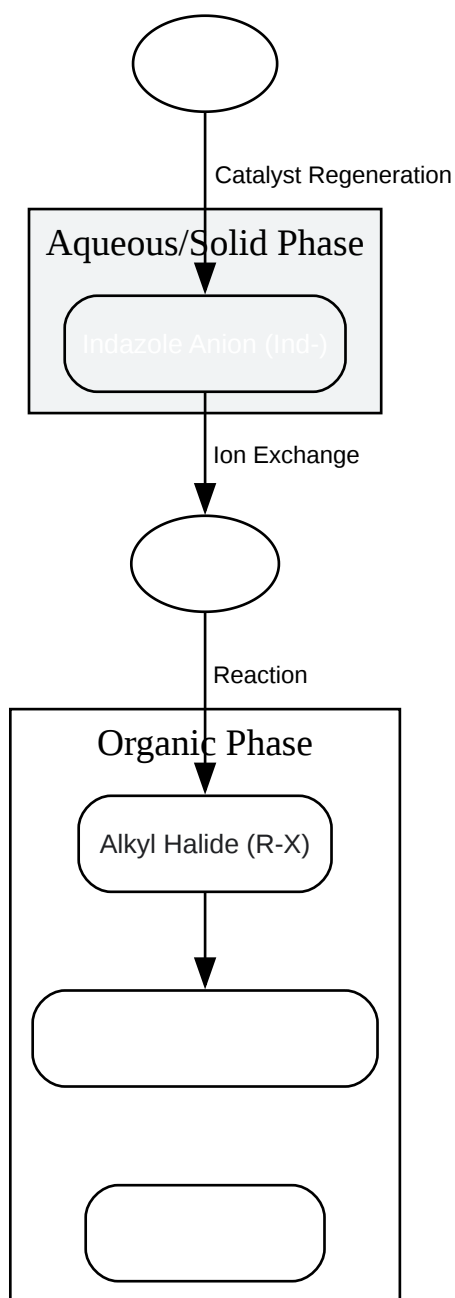 Catalyst Regeneration
Aqueous/Solid Phase
Indazole Anion (Ind-)
Ion Exchange
Reaction
Organic Phase
Alkyl Halide (R-X)